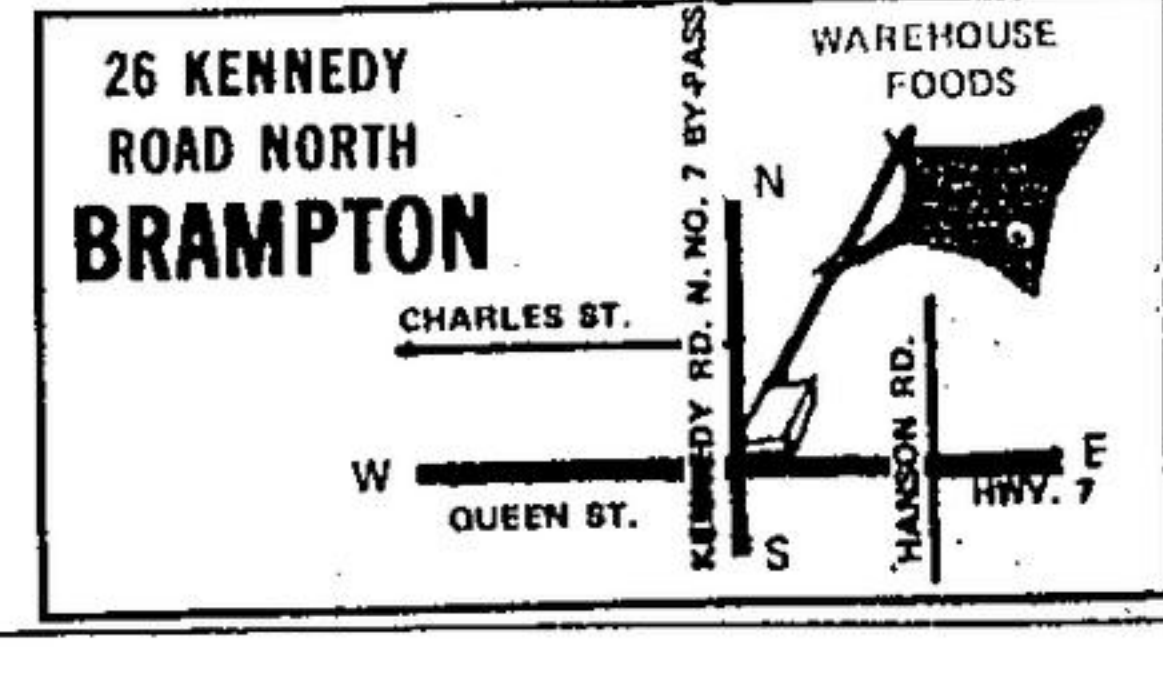 26 KENNEDY
ROAD NORTH
BRAMPTON
WAREHOUSE
FOODS
KENNEDY RD. N. NO. 7 BY-PASS
N
CHARLES ST.
HANSON RD.
W
E
QUEEN ST.
HWY. 7
S